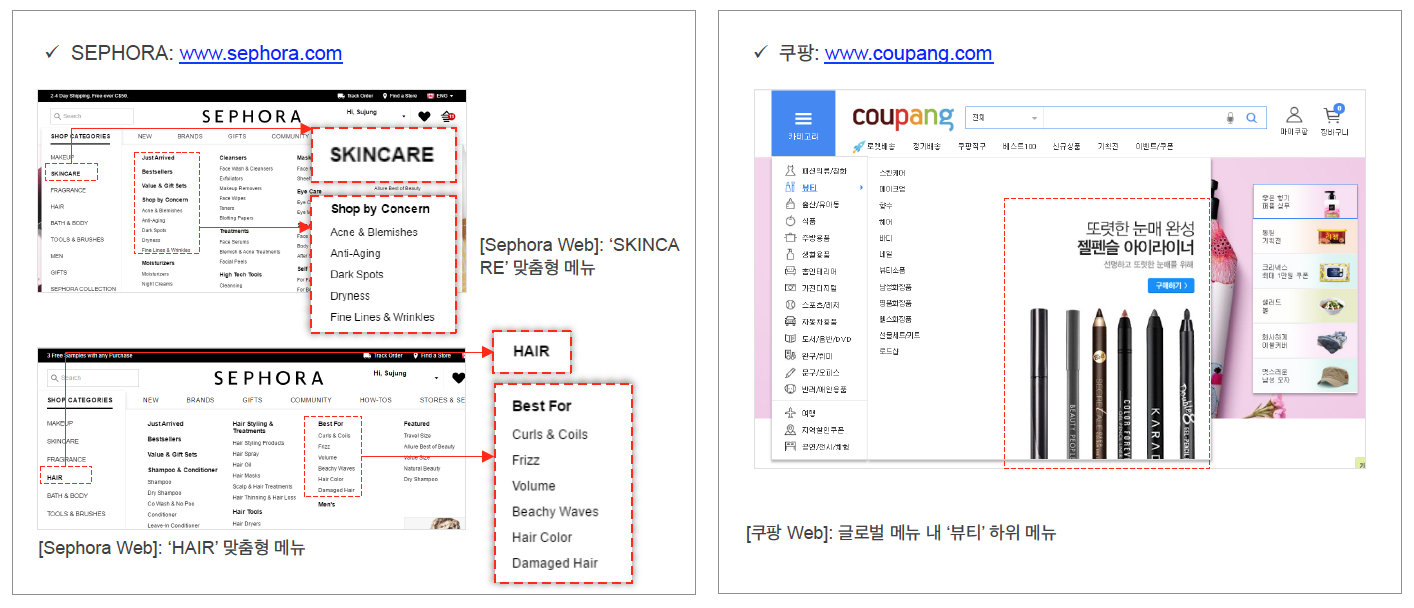 ✓ SEPHORA: www.sephora.com
2-4 Day Shipping. Free over C$50.
Track Order
Find a Store
ENG
Search
SEPHORA
Hi, Sujung
SHOP CATEGORIES
NEW
BRANDS
GIFTS
COMMUNITY
MAKEUP
SKINCARE
FRAGRANCE
HAIR
BATH & BODY
TOOLS & BRUSHES
MEN
GIFTS
SEPHORA COLLECTION
Just Arrived
Bestsellers
Value & Gift Sets
Shop by Concern
Acne & Blemishes
Anti-Aging
Dark Spots
Dryness
Fine Lines & Wrinkles
Moisturizers
Moisturizers
Night Creams
Cleansers
Face Wash & Cleansers
Exfoliators
Makeup Removers
Face Wipes
Toners
Blotting Papers
Treatments
Face Serums
Blemish & Acne Treatments
Facial Peels
High Tech Tools
Cleansing
Eye Care
Allure Best of Beauty
SKINCARE
Shop by Concern
Acne & Blemishes
Anti-Aging
Dark Spots
Dryness
Fine Lines & Wrinkles
[Sephora Web]: ‘SKINCA
RE’ 맞춤형 메뉴
3 Free Samples with any Purchase
Track Order
Find a Store
Search
SEPHORA
Hi, Sujung
SHOP CATEGORIES
NEW
BRANDS
GIFTS
COMMUNITY
HOW-TOS
STORES & SE
MAKEUP
SKINCARE
FRAGRANCE
HAIR
BATH & BODY
TOOLS & BRUSHES
Just Arrived
Bestsellers
Value & Gift Sets
Shampoo & Conditioner
Shampoo
Dry Shampoo
Co Wash & No Poo
Conditioner
Leave-in Conditioner
Hair Styling &
Treatments
Hair Styling Products
Hair Spray
Hair Oil
Hair Masks
Scalp & Hair Treatments
Hair Thinning & Hair Loss
Hair Tools
Hair Dryers
Best For
Curls & Coils
Frizz
Volume
Beachy Waves
Hair Color
Damaged Hair
Men's
Featured
Travel Size
Allure Best of Beauty
Value Size
Natural Beauty
Dry Shampoo
HAIR
Best For
Curls & Coils
Frizz
Volume
Beachy Waves
Hair Color
Damaged Hair
[Sephora Web]: ‘HAIR’ 맞춤형 메뉴
✓ 쿠팡: www.coupang.com
카테고리
coupang
전체
마이쿠팡
0
장바구니
로켓배송
정기배송
쿠팡직구
베스트100
신규상품
기획전
이벤트/쿠폰
패션의류/잡화
뷰티
출산/유아동
식품
주방용품
생활용품
홈인테리어
가전디지털
스포츠/레저
자동차용품
도서/음반/DVD
완구/취미
문구/오피스
반려/애완용품
여행
지역할인쿠폰
공연/전시/체험
스킨케어
메이크업
향수
헤어
바디
네일
뷰티소품
남성화장품
명품화장품
헬스화장품
선물세트/키트
로드샵
또렷한 눈매 완성
젤펜슬 아이라이너
선명하고 또렷한 눈매를 위해
구매하기 >
BEAUTY PEOPLE
COLOR FOREV
KARAD
Double8
GEL-PENCIL
좋은 향기
퍼퓸 샴푸
동원
기획전
크리넥스
최대 1만원 쿠폰
샐러드
볼
화사하게
이불커버
멋스러운
남성 모자
[쿠팡 Web]: 글로벌 메뉴 내 ‘뷰티’ 하위 메뉴